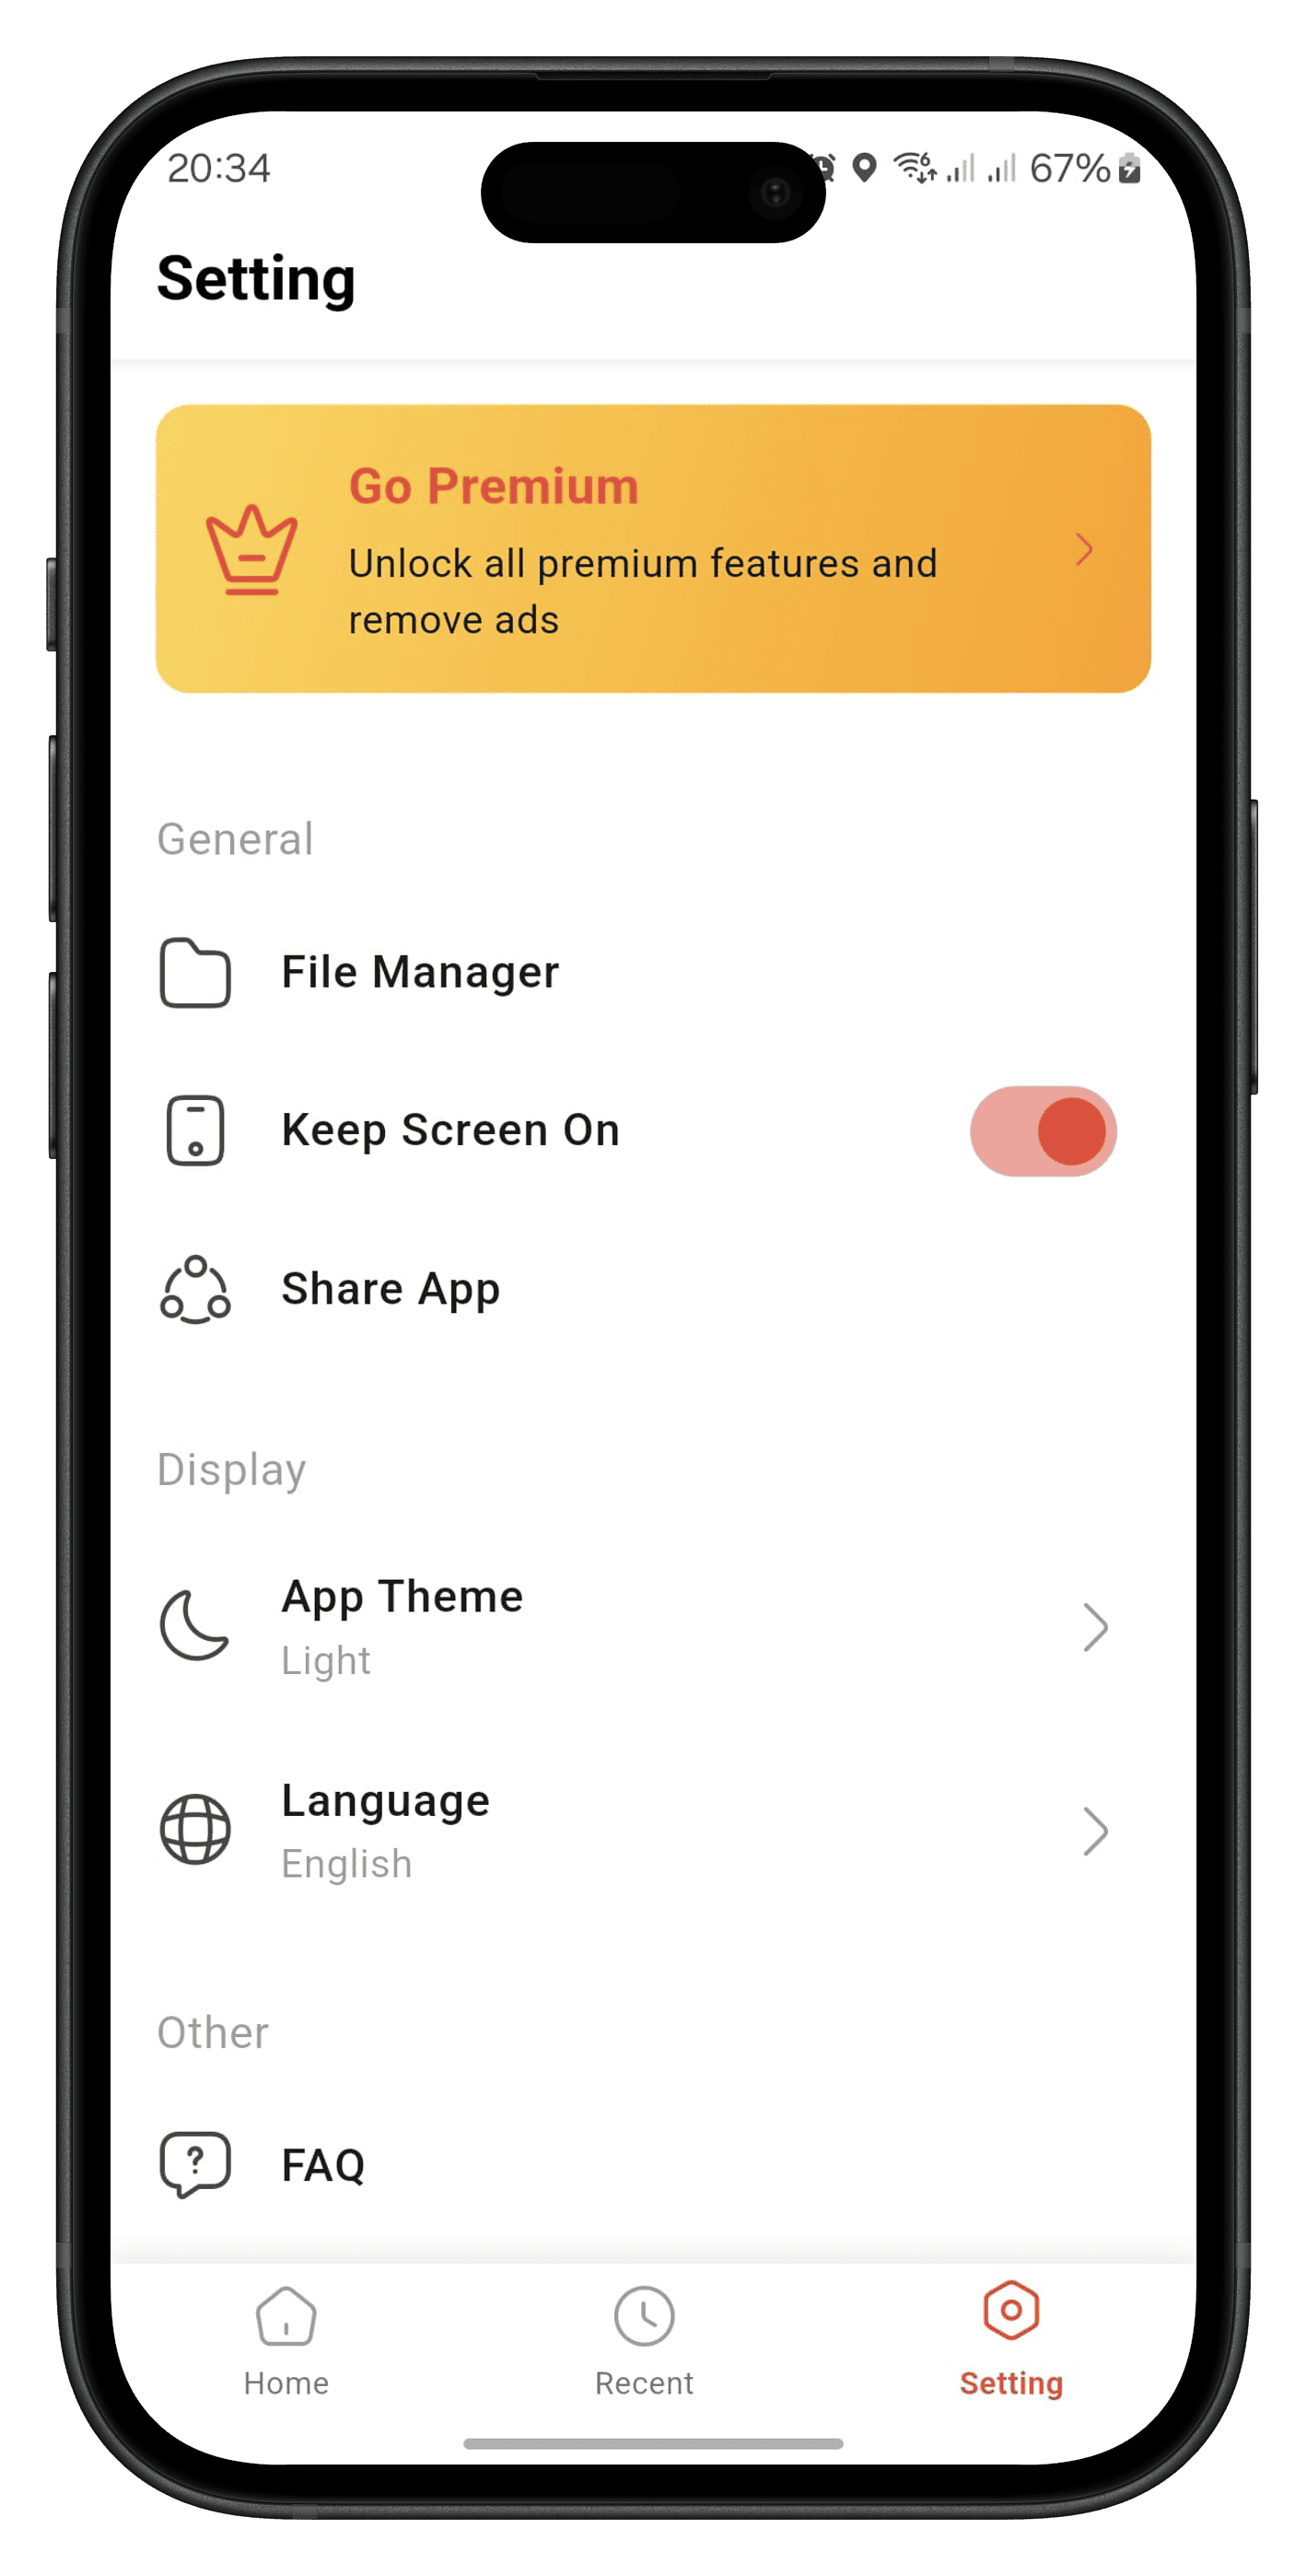 20:34
67%
Setting
Go Premium
Unlock all premium features and
remove ads
General
File Manager
Keep Screen On
Share App
Display
App Theme
Light
Language
English
Other
FAQ
Home
Recent
Setting